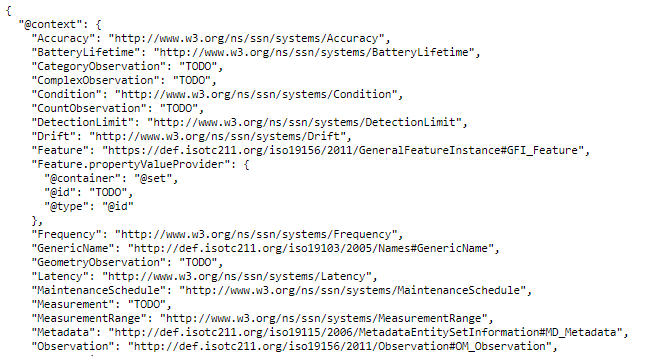 {
"@context": {
"Accuracy": "http://www.w3.org/ns/ssn/systems/Accuracy",
"BatteryLifetime": "http://www.w3.org/ns/ssn/systems/BatteryLifetime",
"CategoryObservation": "TODO",
"ComplexObservation": "TODO",
"Condition": "http://www.w3.org/ns/ssn/systems/Condition",
"CountObservation": "TODO",
"DetectionLimit": "http://www.w3.org/ns/ssn/systems/DetectionLimit",
"Drift": "http://www.w3.org/ns/ssn/systems/Drift",
"Feature": "https://def.isotc211.org/iso19156/2011/GeneralFeatureInstance#GFI_Feature",
"Feature.propertyValueProvider": {
"@container": "@set",
"@id": "TODO",
"@type": "@id"
},
"Frequency": "http://www.w3.org/ns/ssn/systems/Frequency",
"GenericName": "http://def.isotc211.org/iso19103/2005/Names#GenericName",
"GeometryObservation": "TODO",
"Latency": "http://www.w3.org/ns/ssn/systems/Latency",
"MaintenanceSchedule": "http://www.w3.org/ns/ssn/systems/MaintenanceSchedule",
"Measurement": "TODO",
"MeasurementRange": "http://www.w3.org/ns/ssn/systems/MeasurementRange",
"Metadata": "http://def.isotc211.org/iso19115/2006/MetadataEntitySetInformation#MD_Metadata",
"Observation": "http://def.isotc211.org/iso19156/2011/Observation#OM_Observation",